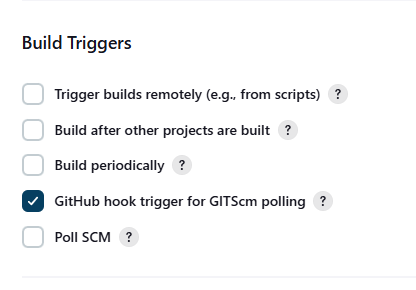 Build Triggers
Trigger builds remotely (e.g., from scripts) ?
Build after other projects are built ?
Build periodically ?
GitHub hook trigger for GITScm polling ?
Poll SCM ?